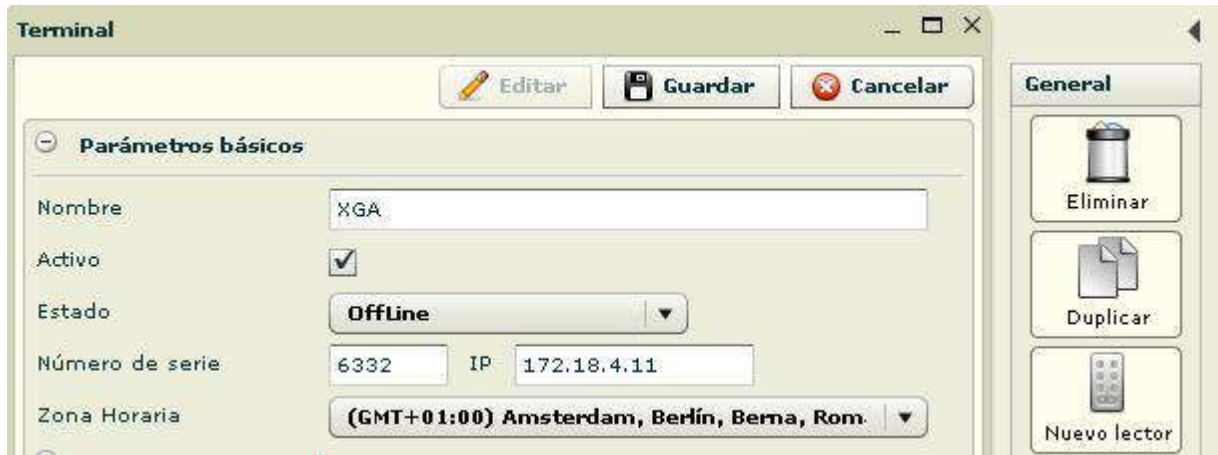 Terminal
Editar Guardar Cancelar
Parámetros básicos
Nombre XGA
Activo
Estado OffLine
Número de serie 6332 IP 172.18.4.11
Zona Horaria (GMT+01:00) Amsterdam, Berlín, Berna, Rom
General
Eliminar
Duplicar
Nuevo lector